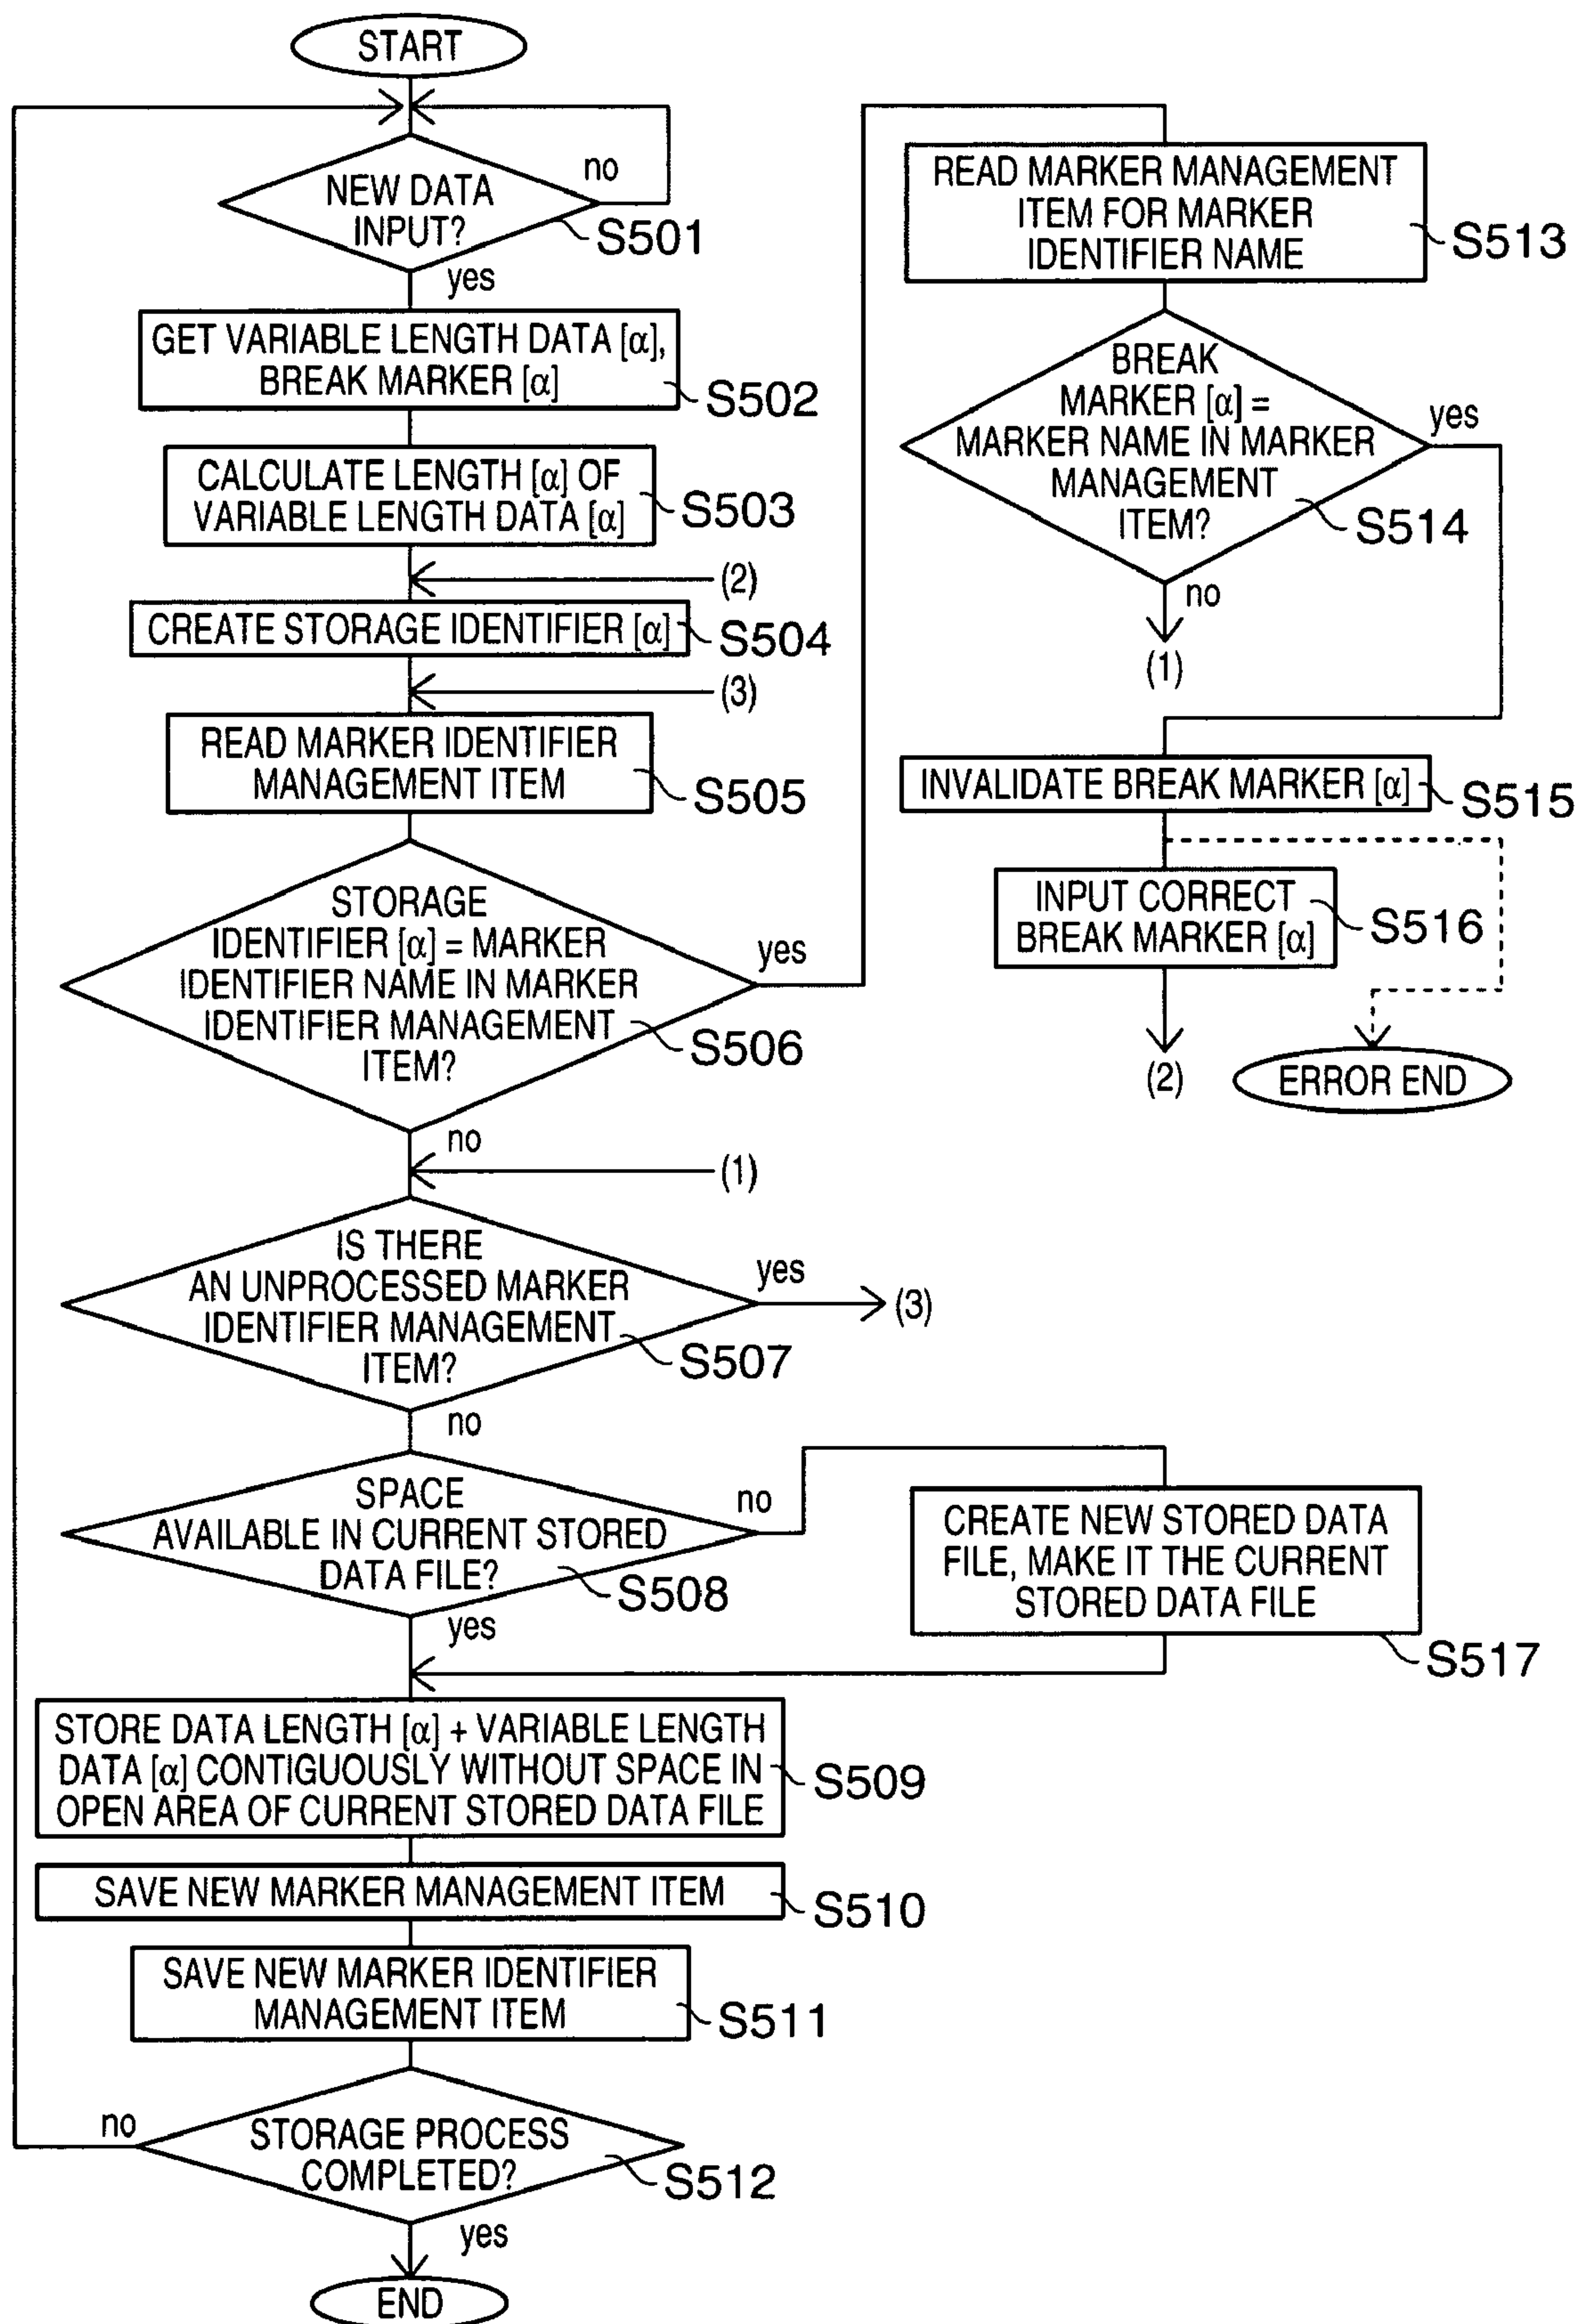 START
NEW DATA
INPUT?
no
S501
yes
GET VARIABLE LENGTH DATA [α],
BREAK MARKER [α]
S502
CALCULATE LENGTH [α] OF
VARIABLE LENGTH DATA [α]
S503
(2)
CREATE STORAGE IDENTIFIER [α]
S504
(3)
READ MARKER IDENTIFIER
MANAGEMENT ITEM
S505
STORAGE
IDENTIFIER [α] = MARKER
IDENTIFIER NAME IN MARKER
IDENTIFIER MANAGEMENT
ITEM?
yes
S506
no
(1)
IS THERE
AN UNPROCESSED MARKER
IDENTIFIER MANAGEMENT
ITEM?
yes
(3)
S507
no
SPACE
AVAILABLE IN CURRENT STORED
DATA FILE?
no
S508
yes
STORE DATA LENGTH [α] + VARIABLE LENGTH
DATA [α] CONTIGUOUSLY WITHOUT SPACE IN
OPEN AREA OF CURRENT STORED DATA FILE
S509
SAVE NEW MARKER MANAGEMENT ITEM
S510
SAVE NEW MARKER IDENTIFIER
MANAGEMENT ITEM
S511
no
STORAGE PROCESS
COMPLETED?
S512
yes
END
READ MARKER MANAGEMENT
ITEM FOR MARKER
IDENTIFIER NAME
S513
BREAK
MARKER [α] =
MARKER NAME IN MARKER
MANAGEMENT
ITEM?
yes
S514
no
(1)
INVALIDATE BREAK MARKER [α]
S515
INPUT CORRECT
BREAK MARKER [α]
S516
(2)
ERROR END
CREATE NEW STORED DATA
FILE, MAKE IT THE CURRENT
STORED DATA FILE
S517